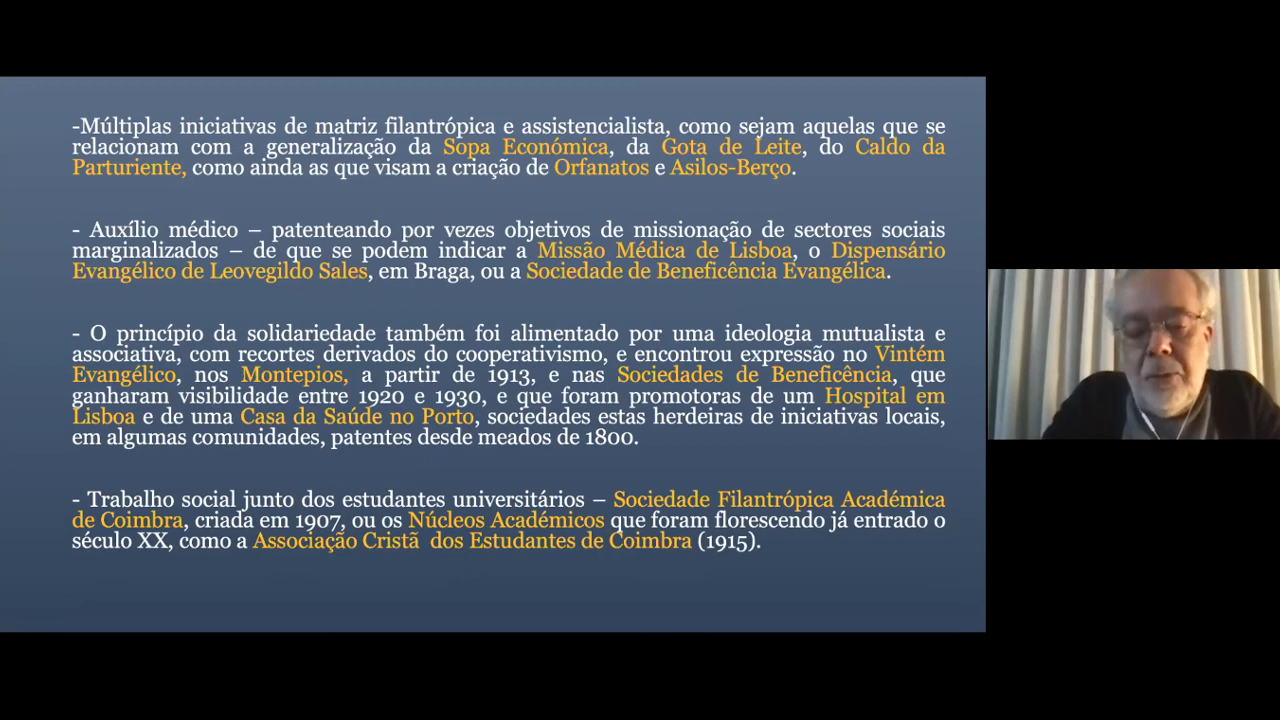 -Múltiplas iniciativas de matriz filantrópica e assistencialista, como sejam aquelas que se
relacionam com a generalização da Sopa Económica, da Gota de Leite, do Caldo da
Parturiente, como ainda as que visam a criação de Orfanatos e Asilos-Berço.
- Auxílio médico – patenteando por vezes objetivos de missionação de sectores sociais
marginalizados – de que se podem indicar a Missão Médica de Lisboa, o Dispensário
Evangélico de Leovegildo Sales, em Braga, ou a Sociedade de Beneficência Evangélica.
- O princípio da solidariedade também foi alimentado por uma ideologia mutualista e
associativa, com recortes derivados do cooperativismo, e encontrou expressão no Vintém
Evangélico, nos Montepios, a partir de 1913, e nas Sociedades de Beneficência, que
ganharam visibilidade entre 1920 e 1930, e que foram promotoras de um Hospital em
Lisboa e de uma Casa da Saúde no Porto, sociedades estas herdeiras de iniciativas locais,
em algumas comunidades, patentes desde meados de 1800.
- Trabalho social junto dos estudantes universitários – Sociedade Filantrópica Académica
de Coimbra, criada em 1907, ou os Núcleos Académicos que foram florescendo já entrado o
século XX, como a Associação Cristã  dos Estudantes de Coimbra (1915).